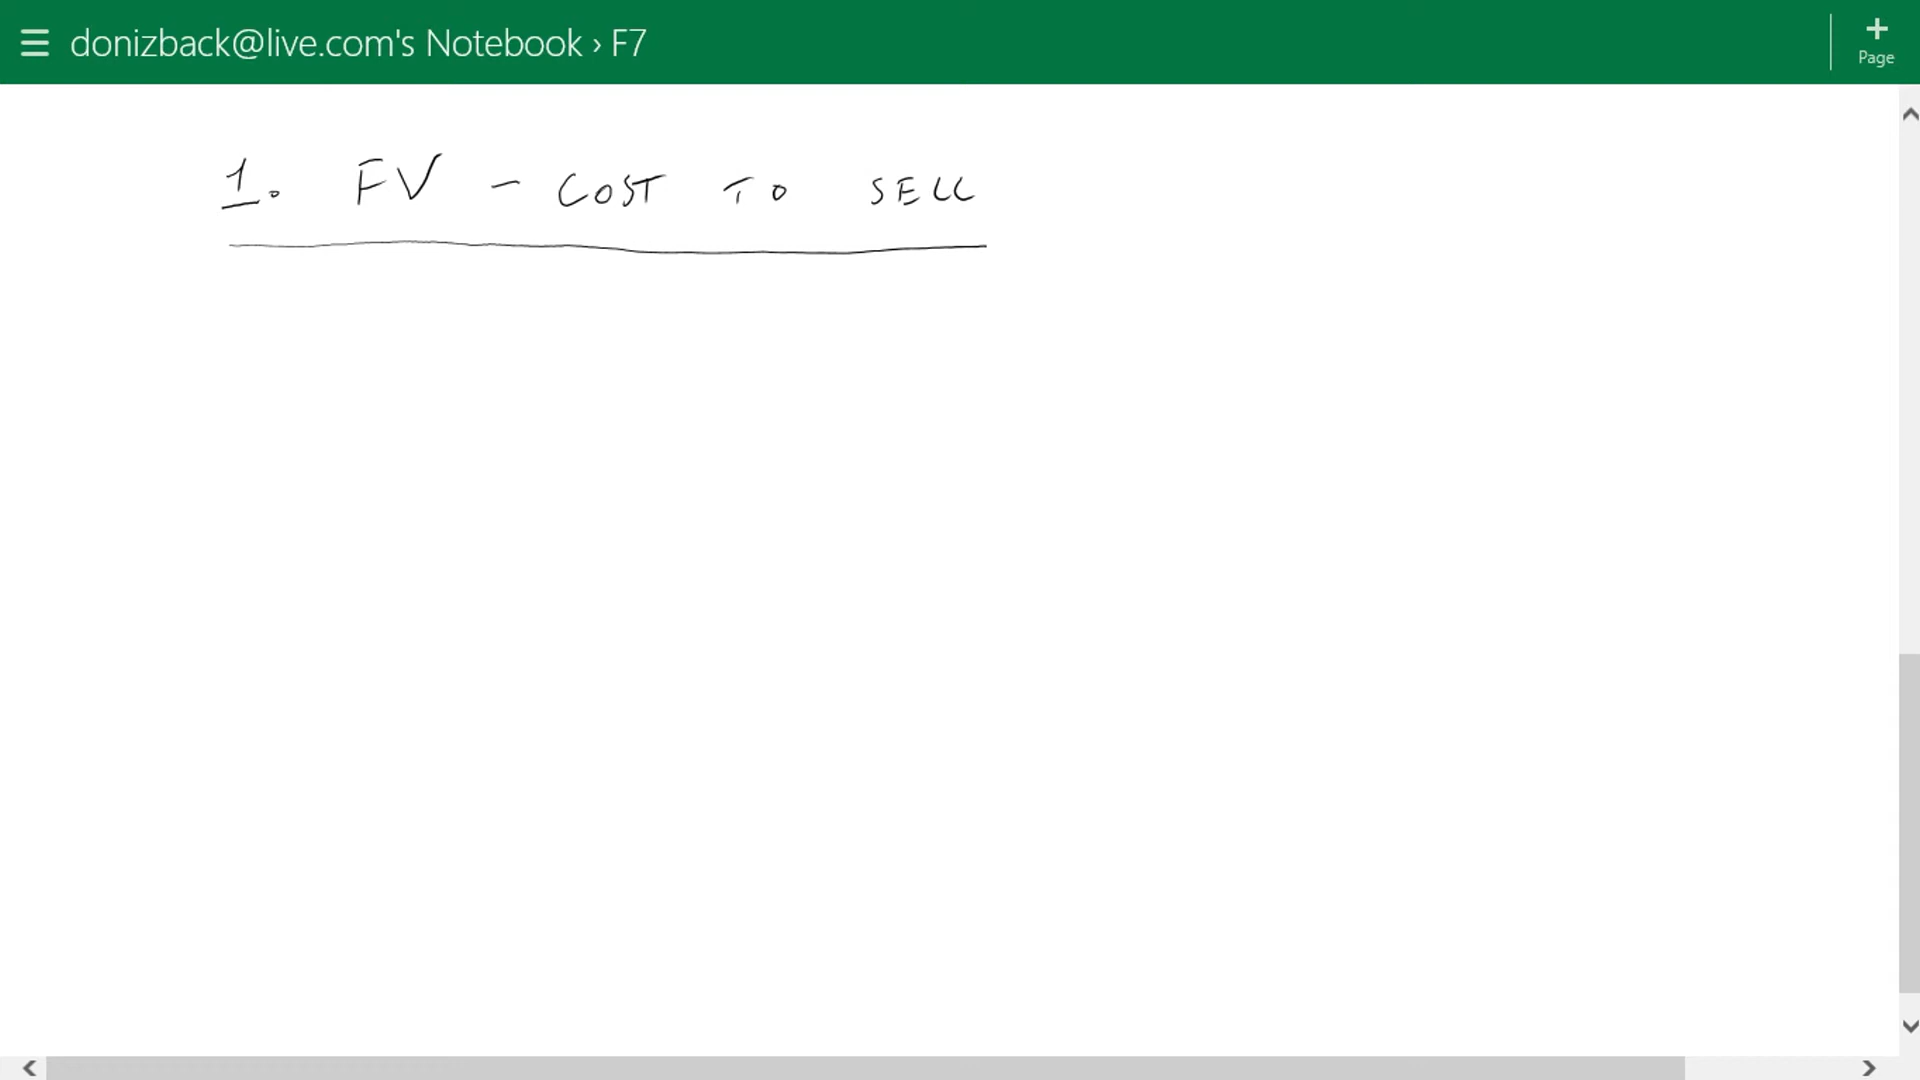 donizback@live.com's Notebook › F7
Page
1. FV - COST TO SELL